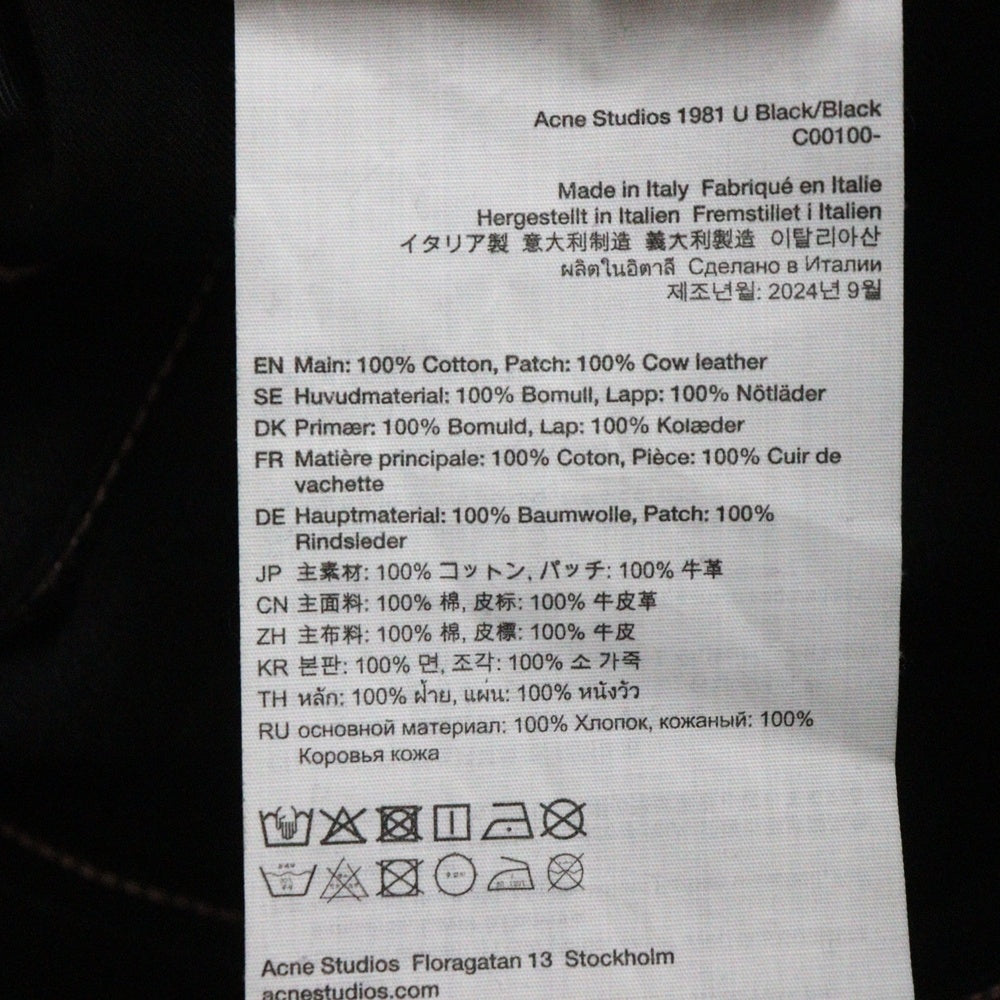 Acne Studios 1981 U Black/Black
C00100-
Made in Italy Fabriqué en Italie
Hergestellt in Italien Fremstillet i Italien
イタリア製 意大利制造 義大利製造 이탈리아산
ผลิตในอิตาลี Сделано в Италии
제조년월: 2024년 9월
EN Main: 100% Cotton, Patch: 100% Cow leather
SE Huvudmaterial: 100% Bomull, Lapp: 100% Nötläder
DK Primær: 100% Bomuld, Lap: 100% Kolæder
FR Matière principale: 100% Coton, Pièce: 100% Cuir de
vachette
DE Hauptmaterial: 100% Baumwolle, Patch: 100%
Rindsleder
JP 主素材: 100% コットン, パッチ: 100% 牛革
CN 主面料: 100% 棉, 皮标: 100% 牛皮革
ZH 主布料: 100% 棉, 皮標: 100% 牛皮
KR 본판: 100% 면, 조각: 100% 소 가죽
TH หลัก: 100% ฝ้าย, แผ่น: 100% หนังวัว
RU основной материал: 100% Хлопок, кожаный: 100%
Коровья кожа
Acne Studios Floragatan 13 Stockholm
acnestudios.com